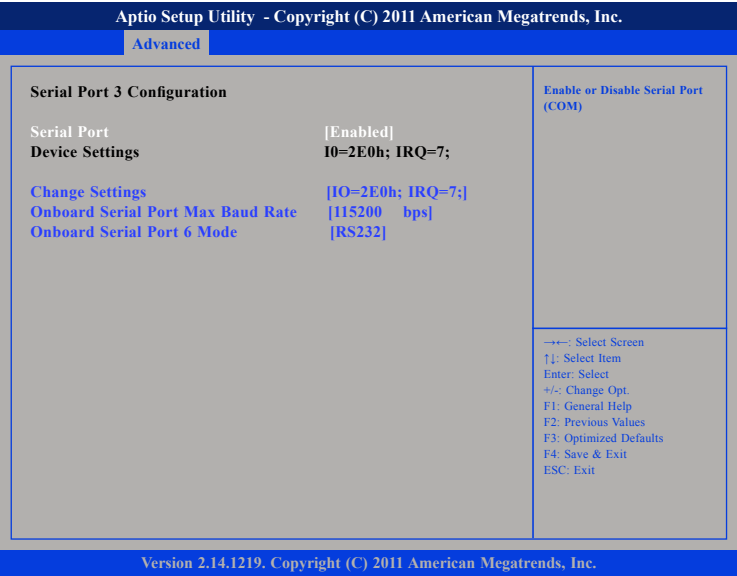 Aptio Setup Utility - Copyright (C) 2011 American Megatrends, Inc.
Advanced
Serial Port 3 Configuration
Serial Port [Enabled]
Device Settings I0=2E0h; IRQ=7;
Change Settings [IO=2E0h; IRQ=7;]
Onboard Serial Port Max Baud Rate [115200 bps]
Onboard Serial Port 6 Mode [RS232]
Enable or Disable Serial Port
(COM)
→←: Select Screen
↑↓: Select Item
Enter: Select
+/-: Change Opt.
F1: General Help
F2: Previous Values
F3: Optimized Defaults
F4: Save & Exit
ESC: Exit
Version 2.14.1219. Copyright (C) 2011 American Megatrends, Inc.